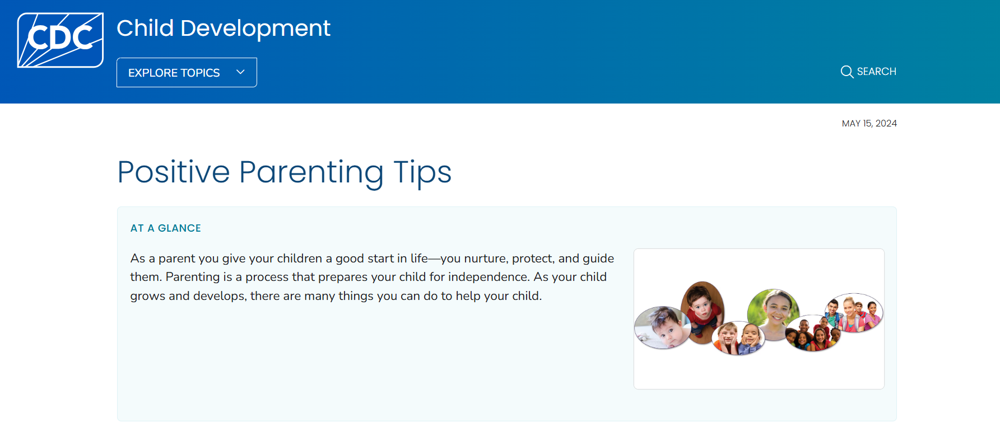 CDC
Child Development
EXPLORE TOPICS
SEARCH
MAY 15, 2024
Positive Parenting Tips
AT A GLANCE
As a parent you give your children a good start in life—you nurture, protect, and guide
them. Parenting is a process that prepares your child for independence. As your child
grows and develops, there are many things you can do to help your child.